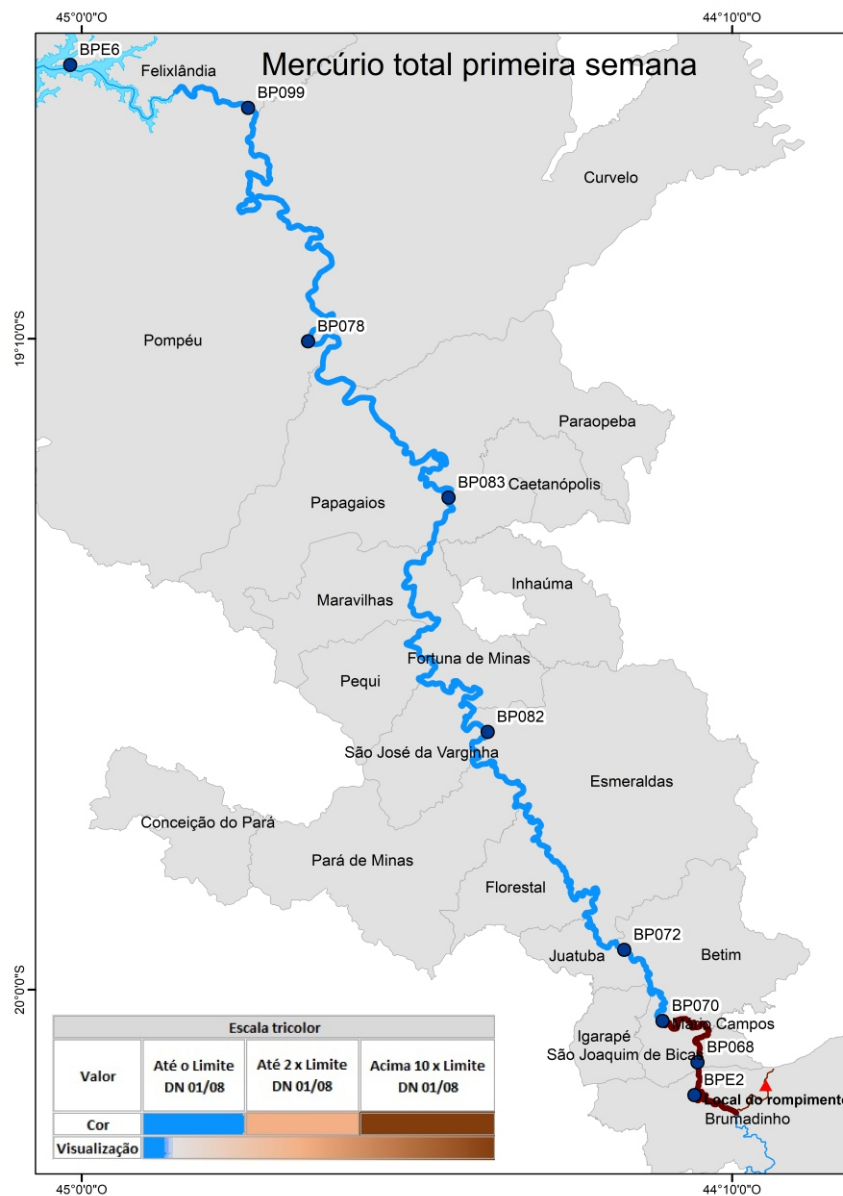 45°0'0"O
44°10'0"O
BPE6
Felixlândia
Mercúrio total primeira semana
BP099
Curvelo
19°10'0"S
Pompéu
BP078
Paraopeba
BP083
Caetanópolis
Papagaios
Inhaúma
Maravilhas
Fortuna de Minas
Pequi
BP082
São José da Varginha
Esmeraldas
Conceição do Pará
Pará de Minas
Florestal
BP072
Juatuba
Betim
20°0'0"S
BP070
Mário Campos
Igarapé
São Joaquim de Bicas
BP068
BPE2
Local do rompimento
Brumadinho
Escala tricolor
Valor
Até o Limite DN 01/08
Até 2 x Limite DN 01/08
Acima 10 x Limite DN 01/08
Cor
Visualização
45°0'0"O
44°10'0"O